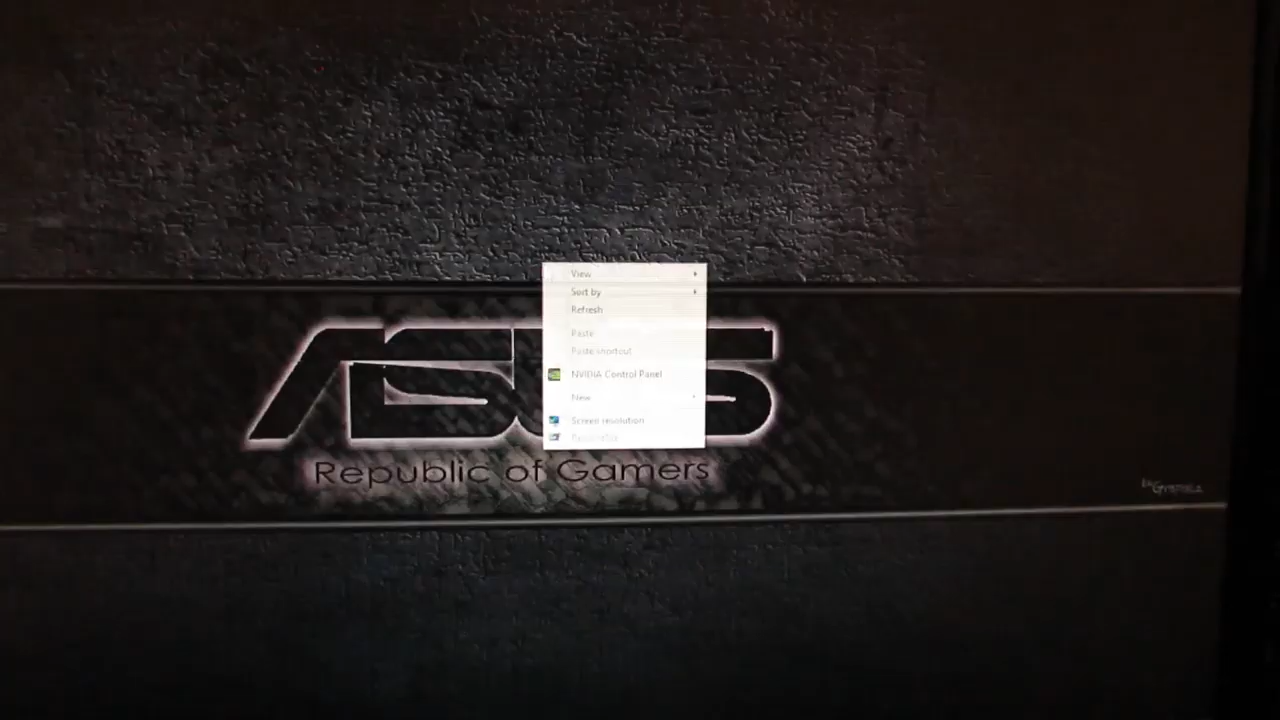 View
Sort by
Refresh
Paste
Paste shortcut
NVIDIA Control Panel
New
Screen resolution
ASUS
Republic of Gamers